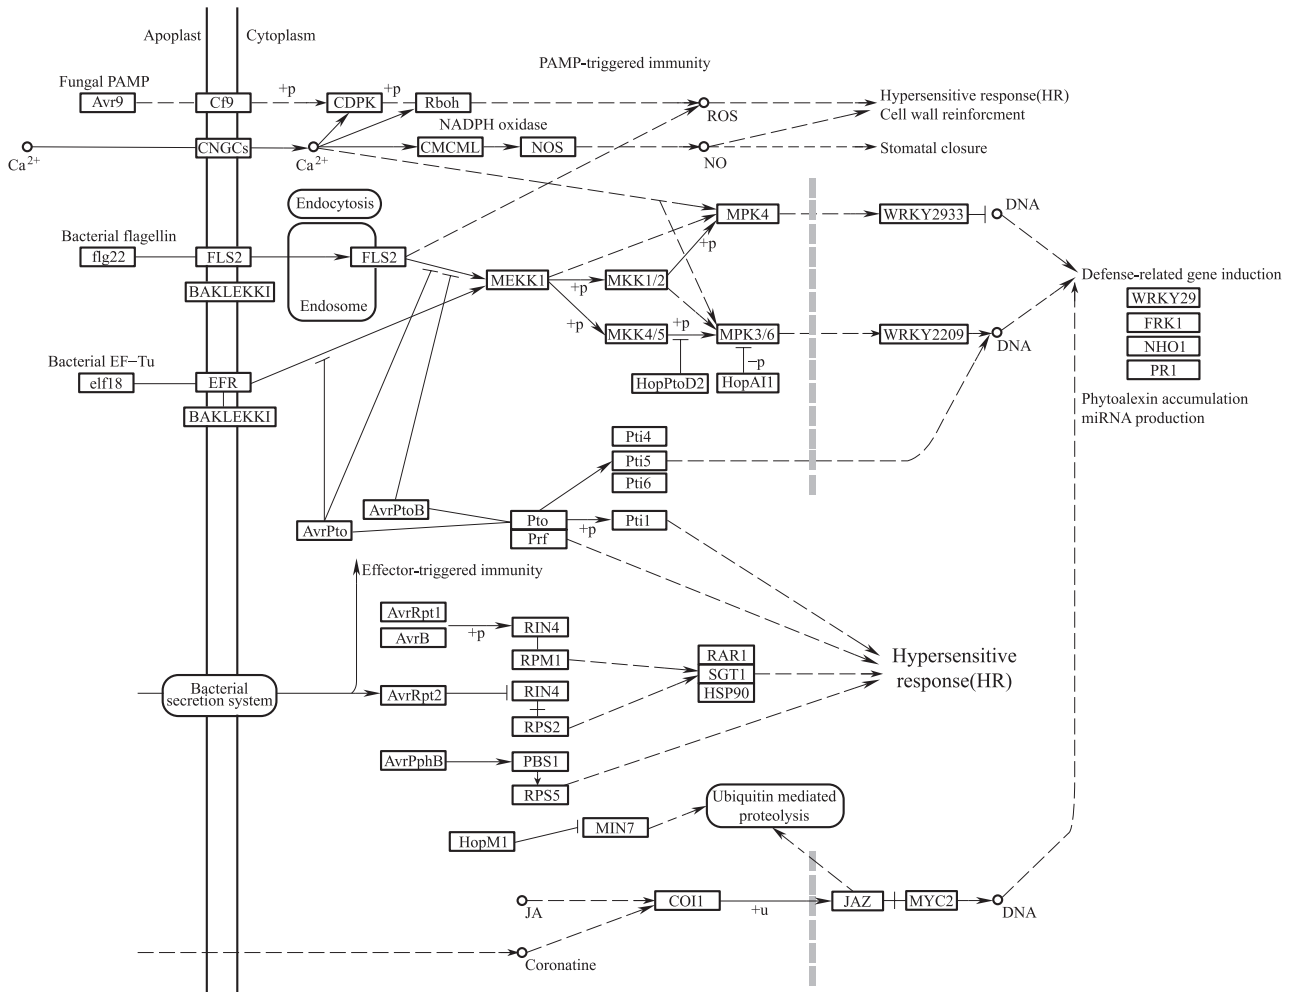 Apoplast
Cytoplasm
PAMP-triggered immunity
Fungal PAMP
Avr9
Cf9
+p
CDPK
+p
Rboh
ROS
Hypersensitive response(HR)
Cell wall reinforcment
NADPH oxidase
Ca2+
CNGCs
Ca2+
CMCML
NOS
NO
Stomatal closure
Endocytosis
MPK4
WRKY2933
DNA
Bacterial flagellin
flg22
FLS2
FLS2
BAKLEKKI
Endosome
MEKK1
+p
MKK1/2
+p
Defense-related gene induction
WRKY29
FRK1
NHO1
PR1
+p
MKK4/5
+p
MPK3/6
WRKY2209
DNA
HopPtoD2
HopAI1
−p
Bacterial EF−Tu
elf18
EFR
BAKLEKKI
Phytoalexin accumulation
miRNA production
Pti4
Pti5
Pti6
AvrPto
AvrPtoB
Pto
Prf
+p
Pti1
Effector-triggered immunity
AvrRpt1
AvrB
+p
RIN4
RPM1
RAR1
SGT1
HSP90
Hypersensitive
response(HR)
Bacterial
secretion system
AvrRpt2
RIN4
RPS2
AvrPphB
PBS1
RPS5
Ubiquitin mediated
proteolysis
HopM1
MIN7
JA
COI1
+u
JAZ
MYC2
DNA
Coronatine